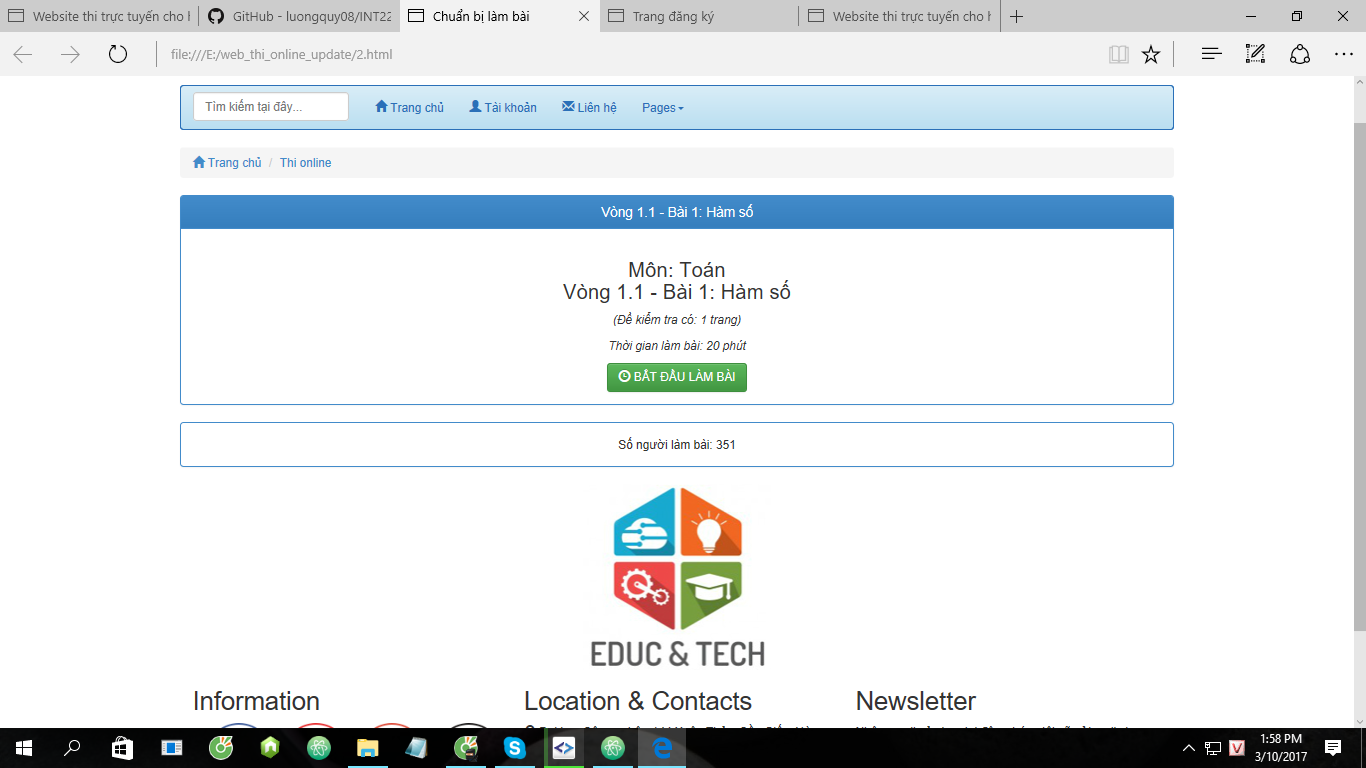 Website thi trực tuyến cho h
GitHub - luongquy08/INT22
Chuẩn bị làm bài
Trang đăng ký
Website thi trực tuyến cho h
file:///E:/web_thi_online_update/2.html
Tìm kiếm tại đây...
Trang chủ
Tài khoản
Liên hệ
Pages
Trang chủ / Thi online
Vòng 1.1 - Bài 1: Hàm số
Môn: Toán
Vòng 1.1 - Bài 1: Hàm số
(Đề kiểm tra có: 1 trang)
Thời gian làm bài: 20 phút
BẮT ĐẦU LÀM BÀI
Số người làm bài: 351
EDUC & TECH
Information
Location & Contacts
Newsletter
1:58 PM
3/10/2017